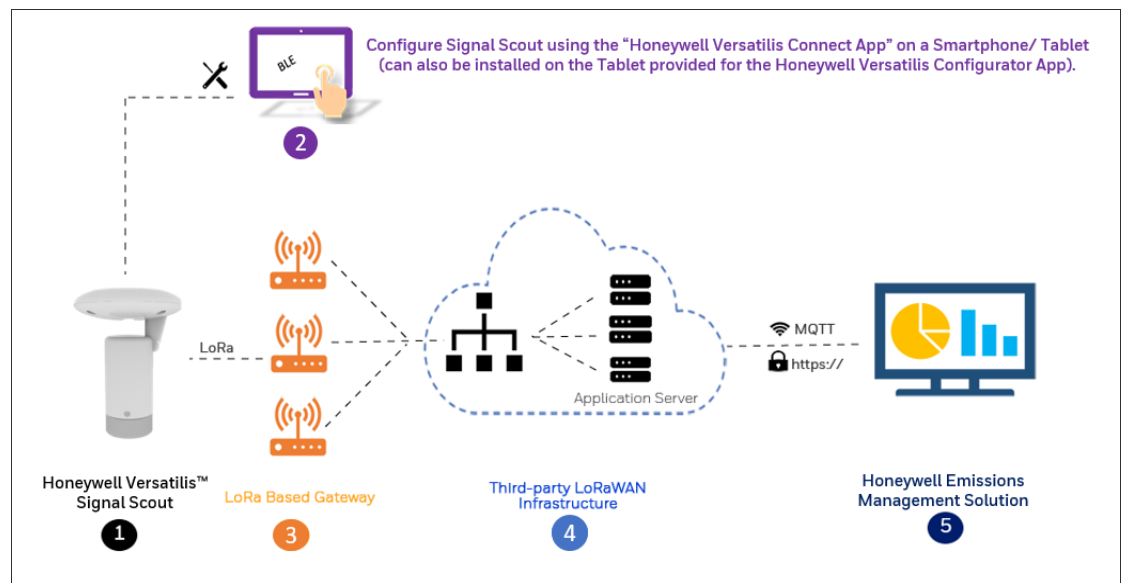 Configure Signal Scout using the “Honeywell Versatilis Connect App” on a Smartphone/ Tablet
(can also be installed on the Tablet provided for the Honeywell Versatilis Configurator App).
BLE
2
LoRa
MQTT
https://
Application Server
Honeywell Versatilis™
Signal Scout
1
LoRa Based Gateway
3
Third-party LoRaWAN
Infrastructure
4
Honeywell Emissions
Management Solution
5